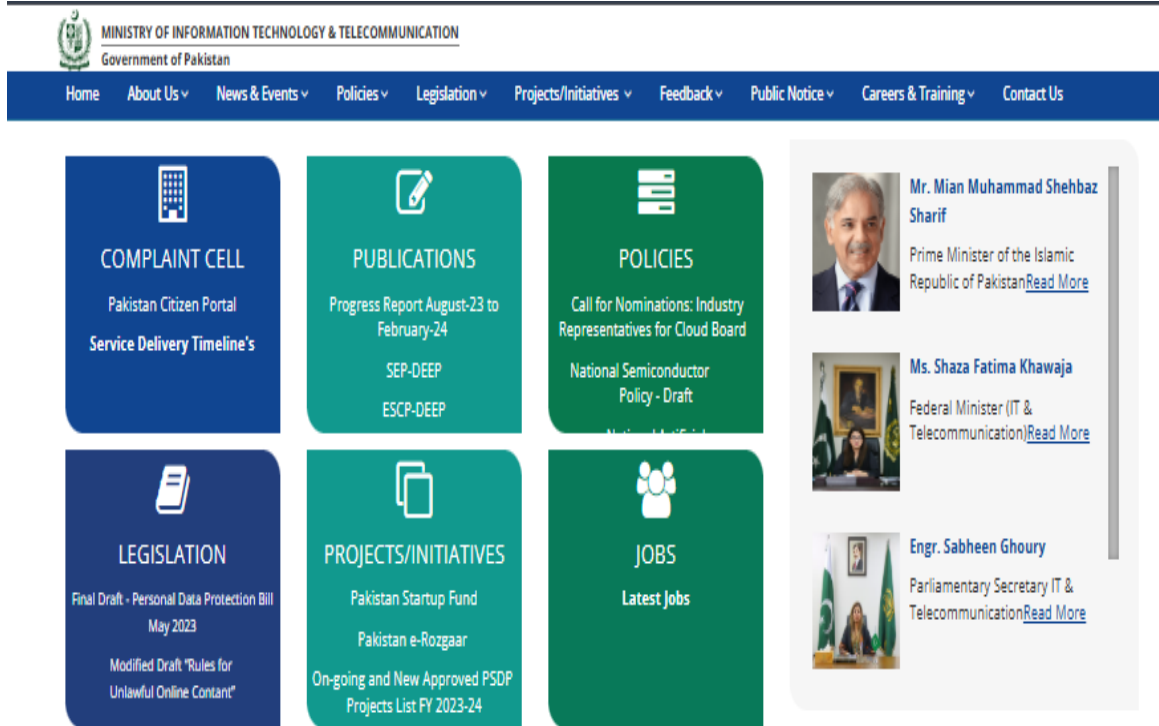 MINISTRY OF INFORMATION TECHNOLOGY & TELECOMMUNICATION
Government of Pakistan
Home About Us News & Events Policies Legislation Projects/Initiatives Feedback Public Notice Careers & Training Contact Us
COMPLAINT CELL
Pakistan Citizen Portal
Service Delivery Timeline's
PUBLICATIONS
Progress Report August-23 to
February-24
SEP-DEEP
ESCP-DEEP
POLICIES
Call for Nominations: Industry
Representatives for Cloud Board
National Semiconductor
Policy - Draft
LEGISLATION
Final Draft - Personal Data Protection Bill
May 2023
Modified Draft "Rules for
Unlawful Online Contant"
PROJECTS/INITIATIVES
Pakistan Startup Fund
Pakistan e-Rozgaar
On-going and New Approved PSDP
Projects List FY 2023-24
JOBS
Latest Jobs
Mr. Mian Muhammad Shehbaz
Sharif
Prime Minister of the Islamic
Republic of PakistanRead More
Ms. Shaza Fatima Khawaja
Federal Minister (IT &
Telecommunication)Read More
Engr. Sabheen Ghoury
Parliamentary Secretary IT &
TelecommunicationRead More